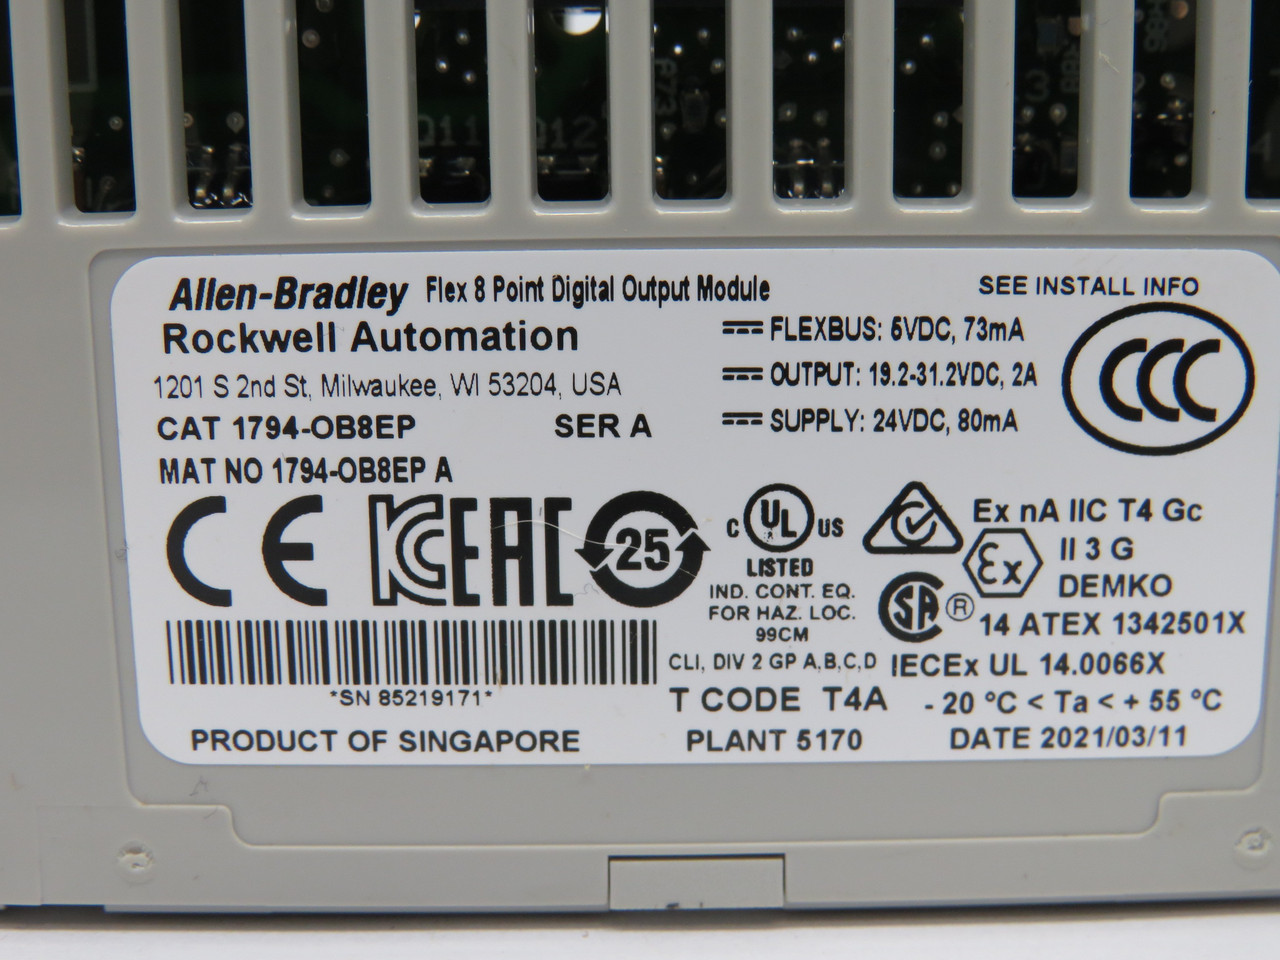 Q11 Q12
Allen-Bradley Flex 8 Point Digital Output Module
Rockwell Automation
1201 S 2nd St, Milwaukee, WI 53204, USA
CAT 1794-OB8EP SER A
MAT NO 1794-OB8EP A
SEE INSTALL INFO
FLEXBUS: 5VDC, 73mA
OUTPUT: 19.2-31.2VDC, 2A
SUPPLY: 24VDC, 80mA
CCC
CE KC EAC 25
C UL US
LISTED
IND. CONT. EQ.
FOR HAZ. LOC.
99CM
CLI, DIV 2 GP A,B,C,D
T CODE T4A
Ex nA IIC T4 Gc
Ex II 3 G
DEMKO
SA ® 14 ATEX 1342501X
IECEx UL 14.0066X
- 20 °C < Ta < + 55 °C
*SN 85219171*
PRODUCT OF SINGAPORE PLANT 5170 DATE 2021/03/11